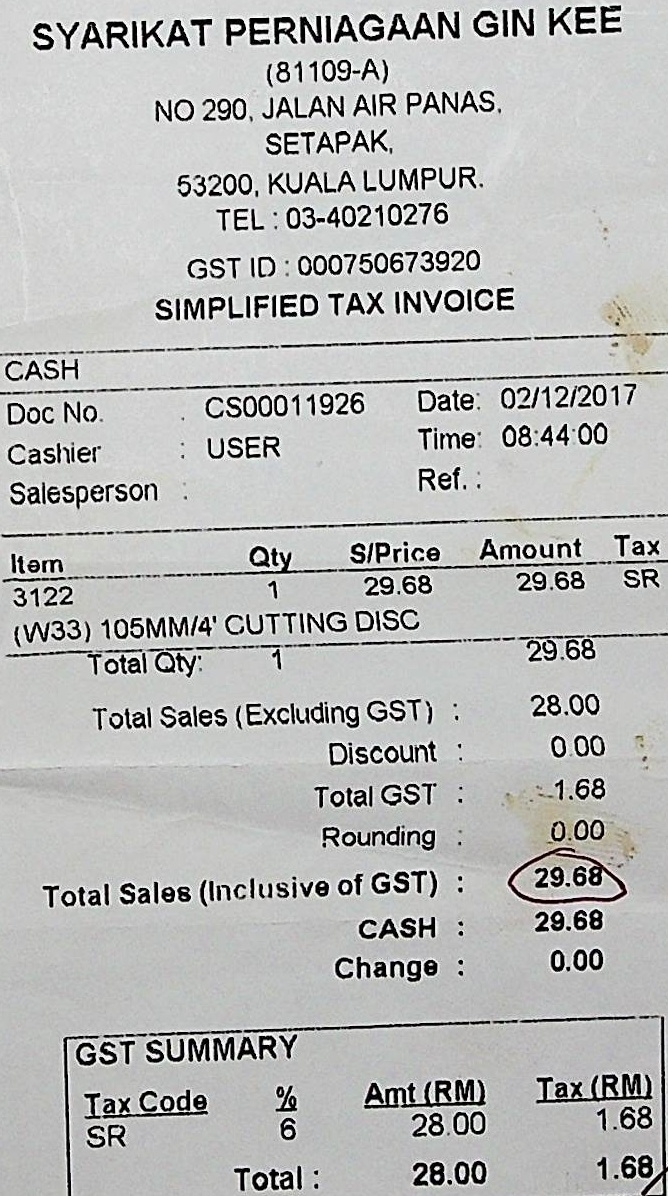 SYARIKAT PERNIAGAAN GIN KEE
(81109-A)
NO 290, JALAN AIR PANAS,
SETAPAK,
53200, KUALA LUMPUR.
TEL : 03-40210276
GST ID : 000750673920
SIMPLIFIED TAX INVOICE
CASH
Doc No. : CS00011926 Date: 02/12/2017
Cashier : USER Time: 08:44:00
Salesperson : Ref. :
Item Qty S/Price Amount Tax
3122 1 29.68 29.68 SR
(W33) 105MM/4' CUTTING DISC
Total Qty: 1 29.68
Total Sales (Excluding GST) : 28.00
Discount : 0.00
Total GST : 1.68
Rounding : 0.00
Total Sales (Inclusive of GST) : 29.68
CASH : 29.68
Change : 0.00
GST SUMMARY
Tax Code % Amt (RM) Tax (RM)
SR 6 28.00 1.68
Total : 28.00 1.68